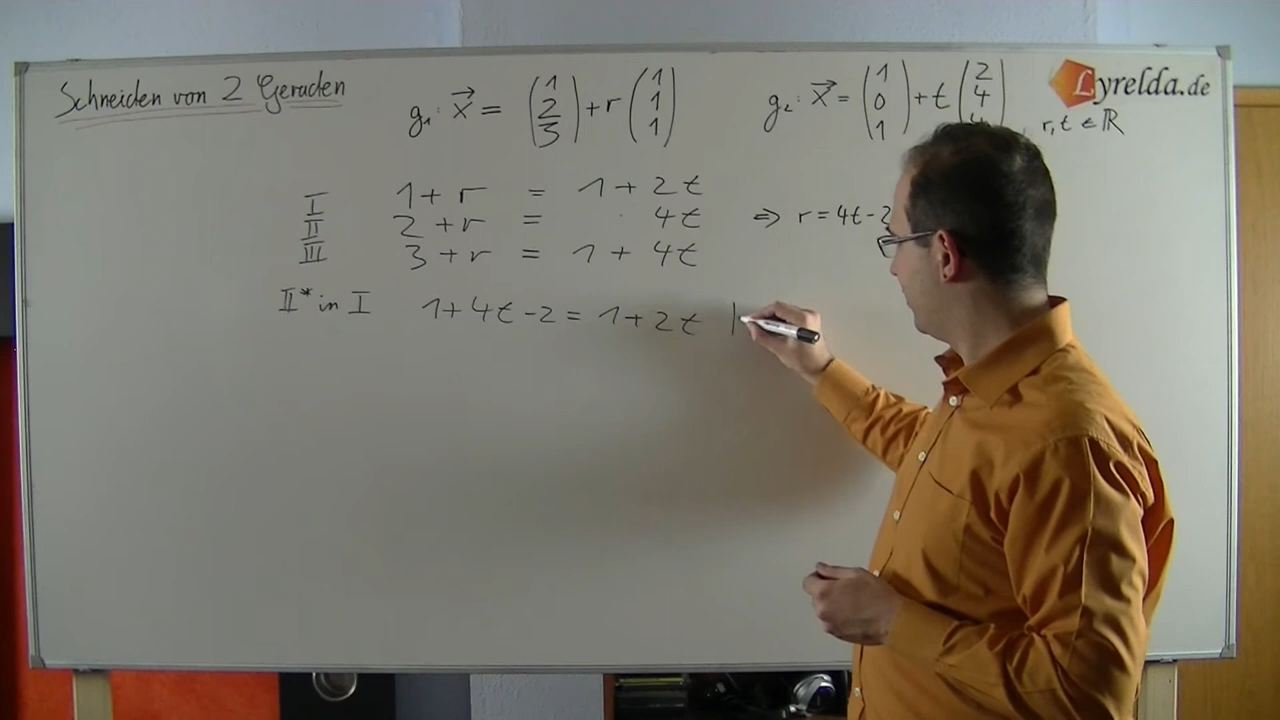 Schneiden von 2 Geraden
g₁: x⃗ = (1 2 3) + r (1 1 1)
g₂: x⃗ = (1 0 1) + t (2 4 4)
Lyrelda.de
r, t ∈ ℝ
I 1 + r = 1 + 2t
II 2 + r = 4t ⇒ r = 4t - 2
III 3 + r = 1 + 4t
II* in I 1 + 4t - 2 = 1 + 2t |